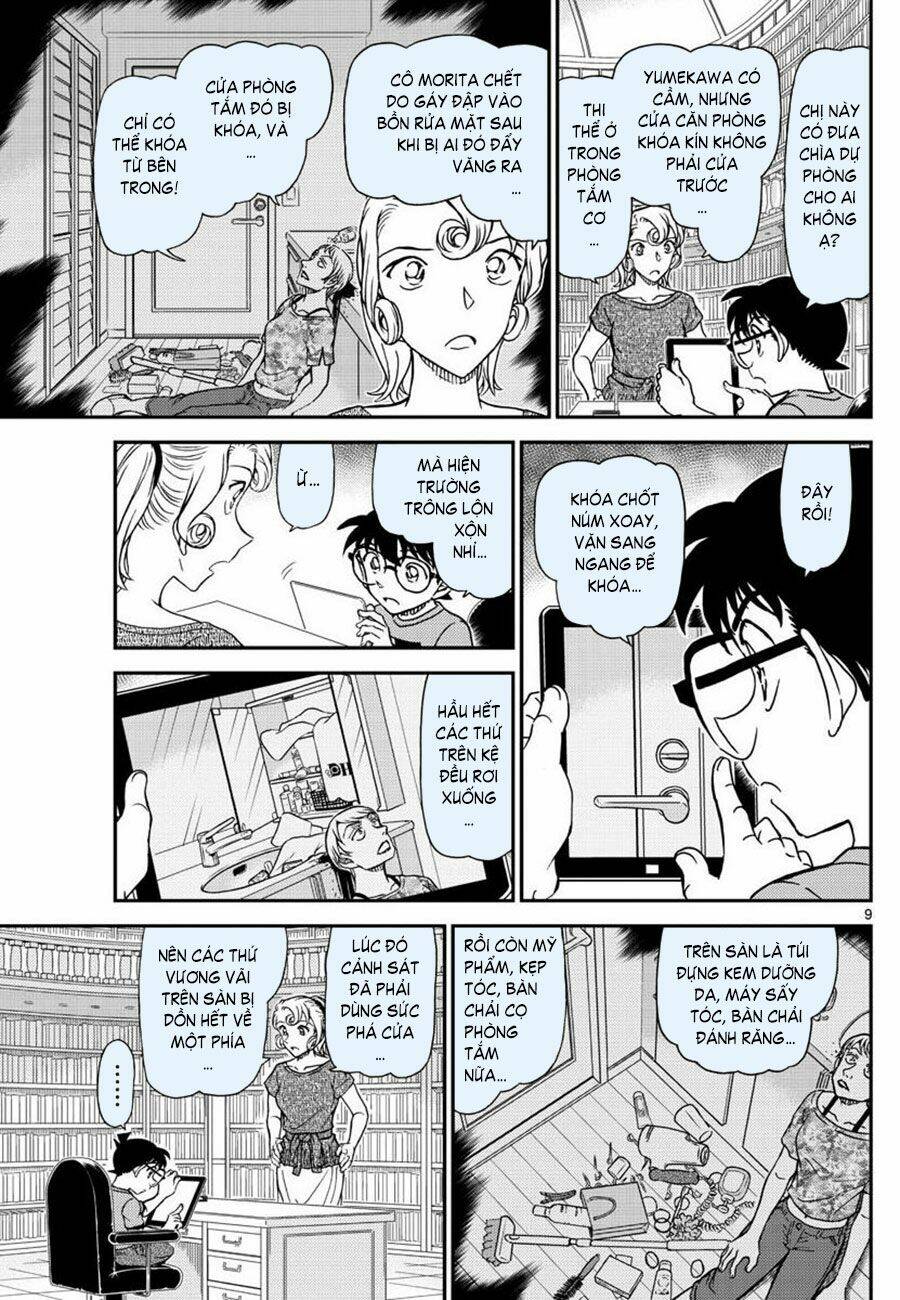 CHỊ NÀY
CÓ ĐƯA
CHÌA DỰ
PHÒNG
CHO AI
KHÔNG
Ạ?
YUMEKAWA CÓ
CẦM, NHƯNG
CỬA CĂN PHÒNG
KHÓA KÍN KHÔNG
PHẢI CỬA
TRƯỚC
...
THI
THỂ Ở
TRONG
PHÒNG
TẮM
CƠ
...
CÔ MORITA CHẾT
DO GÁY ĐẬP VÀO
BỒN RỬA MẶT SAU
KHI BỊ AI ĐÓ ĐẨY
VĂNG RA
...
CỬA PHÒNG
TẮM ĐÓ BỊ
KHÓA, VÀ
...
CHỈ CÓ
THỂ KHÓA
TỪ BÊN
TRONG!
ĐÂY
RỒI!
KHÓA CHỐT
NÚM XOAY,
VẶN SANG
NGANG ĐỂ
KHÓA...
MÀ HIỆN
TRƯỜNG
TRÔNG LỘN
XỘN
NHỈ...
Ừ...
HẦU HẾT
CÁC THỨ
TRÊN KỆ
ĐỀU RƠI
XUỐNG
...
9
TRÊN SÀN LÀ TÚI
ĐỰNG KEM DƯỠNG
DA, MÁY SẤY
TÓC, BÀN CHẢI
ĐÁNH RĂNG...
RỒI CÒN MỸ
PHẨM, KẸP
TÓC, BÀN
CHẢI CỌ
PHÒNG
TẮM
NỮA...
LÚC ĐÓ
CẢNH SÁT
ĐÃ PHẢI
DÙNG SỨC
PHÁ CỬA
...
NÊN CÁC THỨ
VƯƠNG VÃI
TRÊN SÀN BỊ
DỒN HẾT VỀ
MỘT PHÍA
...
.....